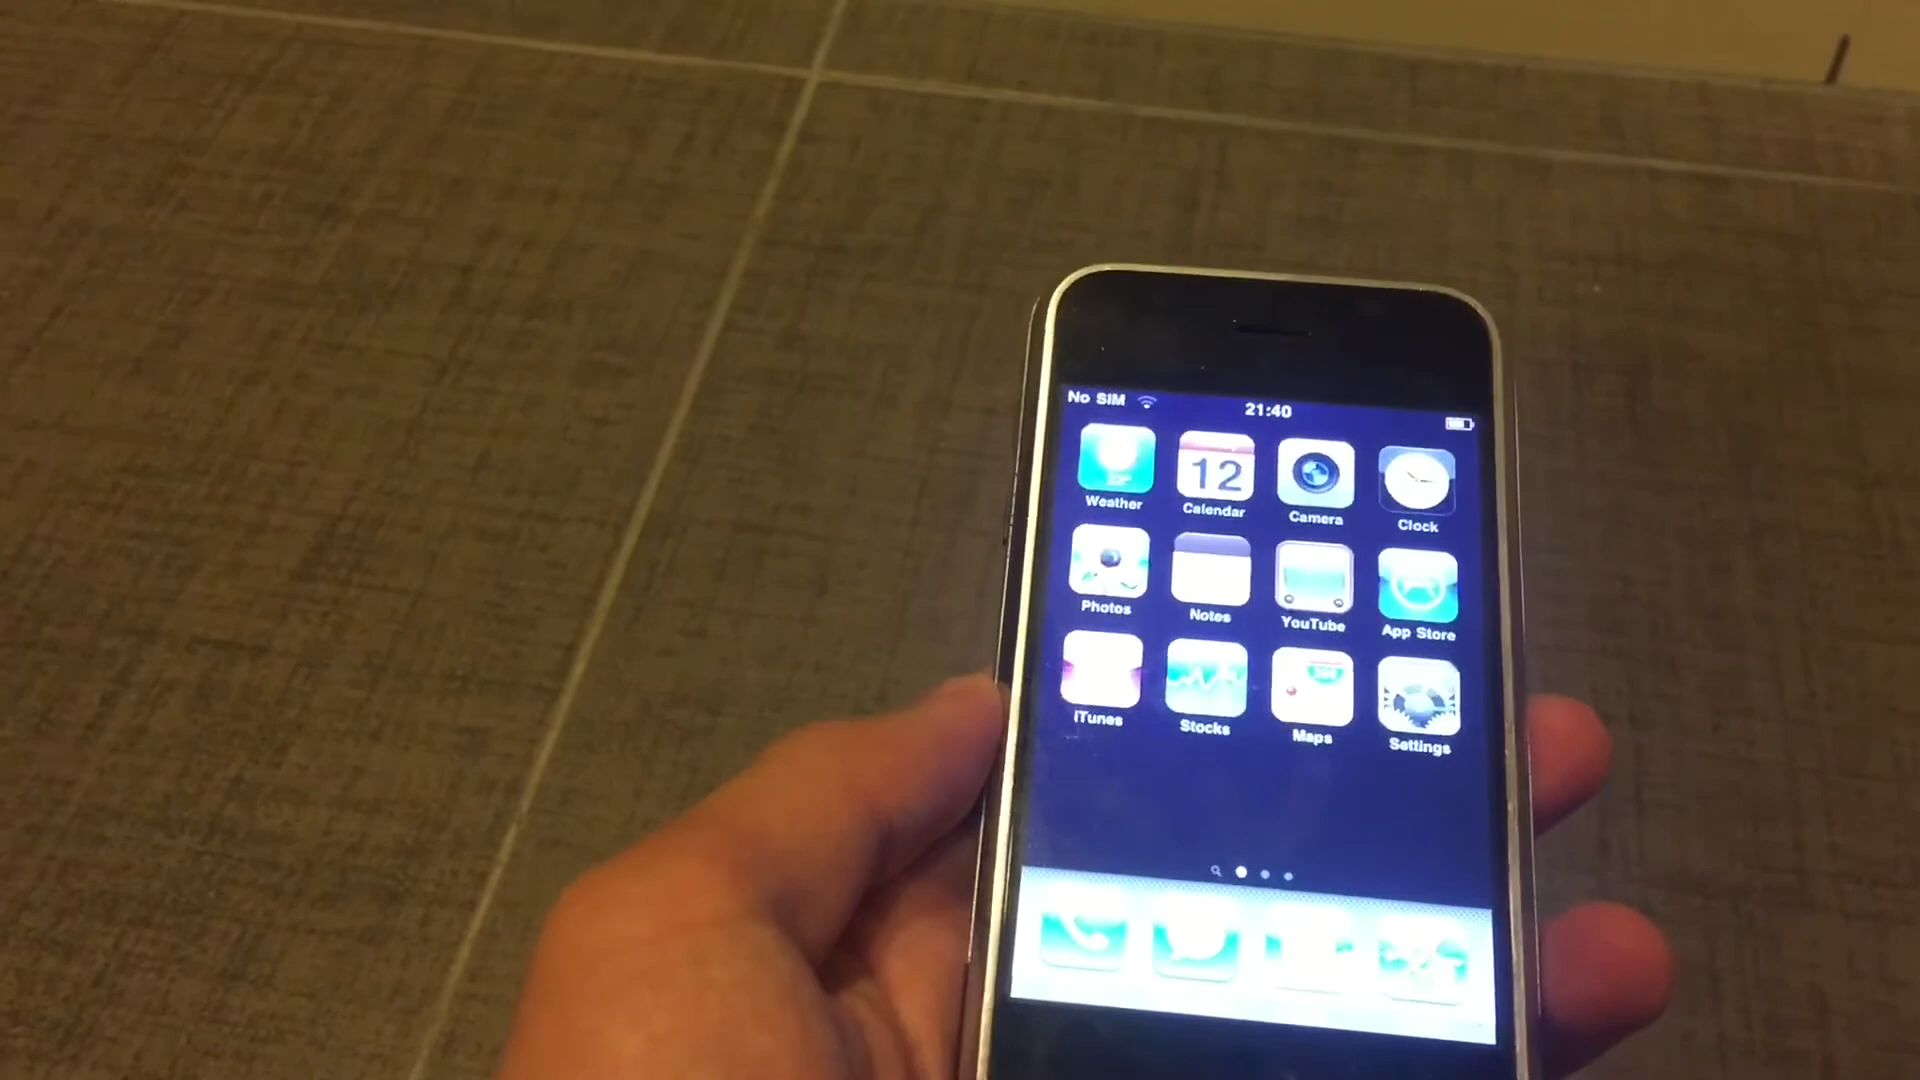 No SIM 21:40
12
Weather Calendar Camera Clock
Photos Notes YouTube App Store
iTunes Stocks Maps Settings